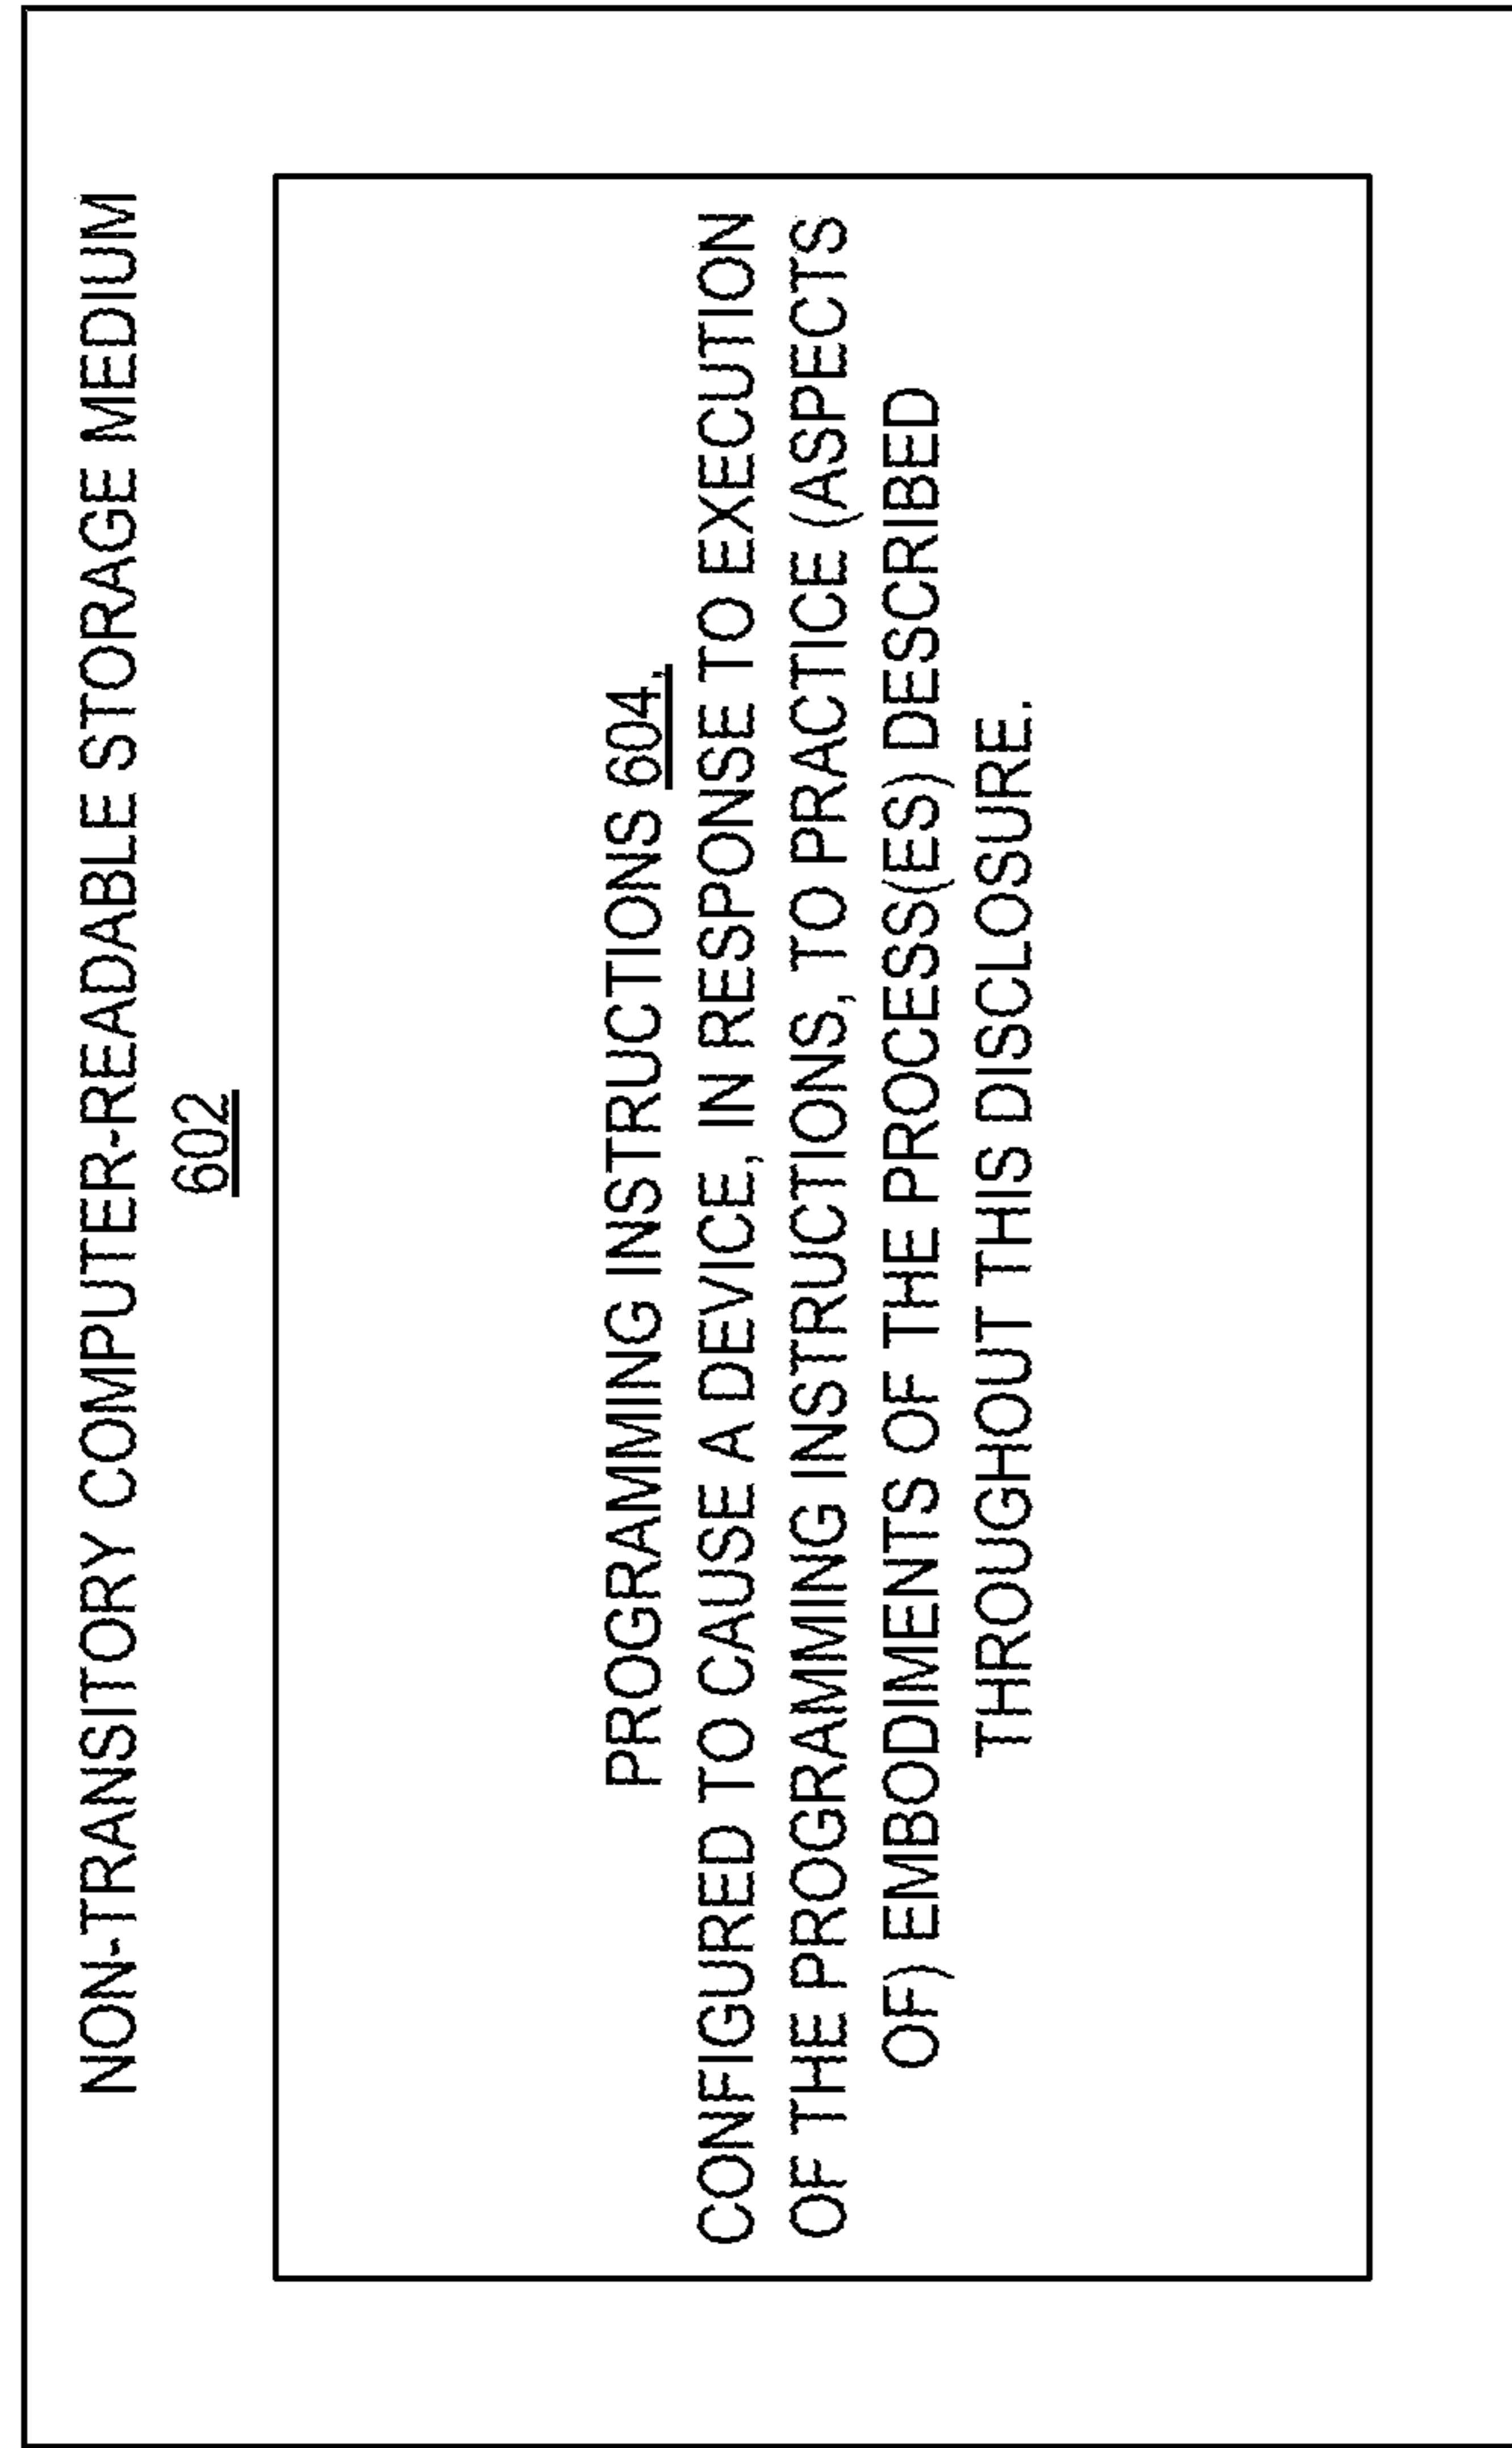 NON-TRANSITORY COMPUTER-READABLE STORAGE MEDIUM
602
PROGRAMMING INSTRUCTIONS 604,
CONFIGURED TO CAUSE A DEVICE, IN RESPONSE TO EXECUTION
OF THE PROGRAMMING INSTRUCTIONS, TO PRACTICE (ASPECTS
OF) EMBODIMENTS OF THE PROCESS(ES) DESCRIBED
THROUGHOUT THIS DISCLOSURE.